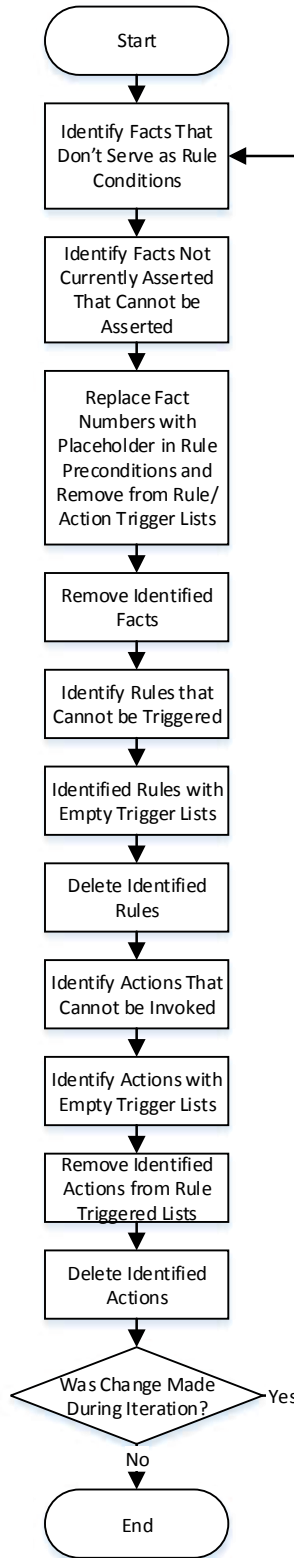 Start
Identify Facts That
Don't Serve as Rule
Conditions
Identify Facts Not
Currently Asserted
That Cannot be
Asserted
Replace Fact
Numbers with
Placeholder in Rule
Preconditions and
Remove from Rule/
Action Trigger Lists
Remove Identified
Facts
Identify Rules that
Cannot be Triggered
Identified Rules with
Empty Trigger Lists
Delete Identified
Rules
Identify Actions That
Cannot be Invoked
Identify Actions with
Empty Trigger Lists
Remove Identified
Actions from Rule
Triggered Lists
Delete Identified
Actions
Was Change Made
During Iteration?
Yes
No
End